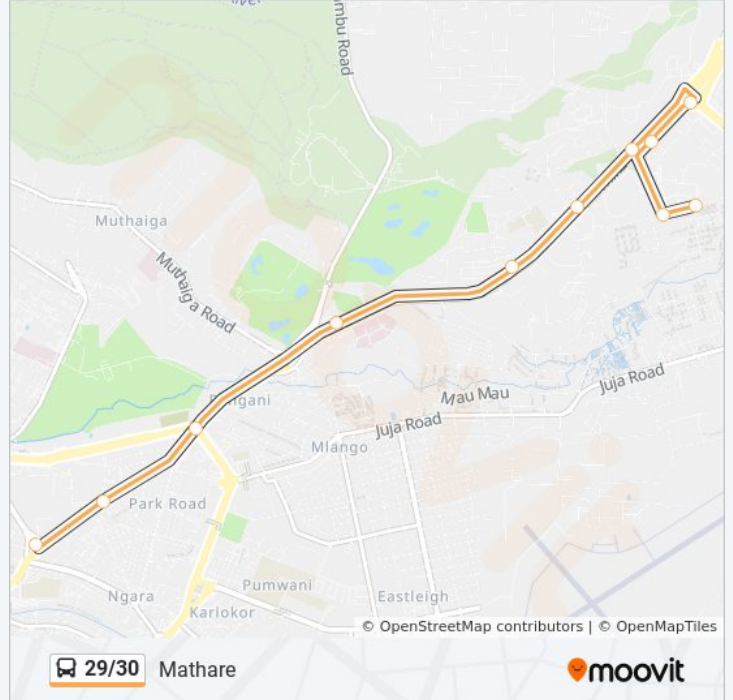 Muthaiga
Muthaiga Road
Pangani
Mau Mau
Juja Road
Juja Road
Mlango
Park Road
Ngara
Pumwani
Kariokor
Eastleigh
© OpenStreetMap contributors | © OpenMapTiles
29/30 Mathare
moovit